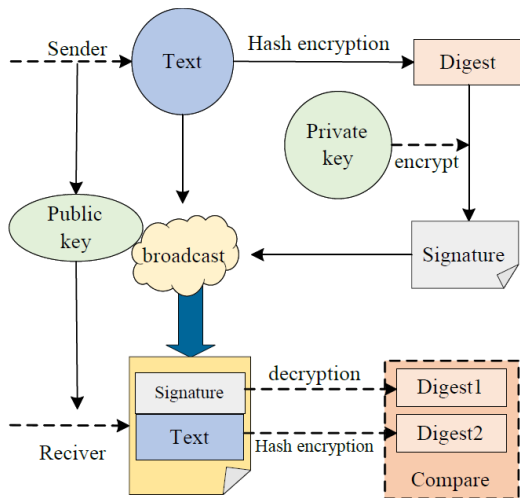 Sender
Text
Hash encryption
Digest
Private
key
encrypt
Public
key
broadcast
Signature
Signature
decryption
Digest1
Text
Hash encryption
Digest2
Reciver
Compare